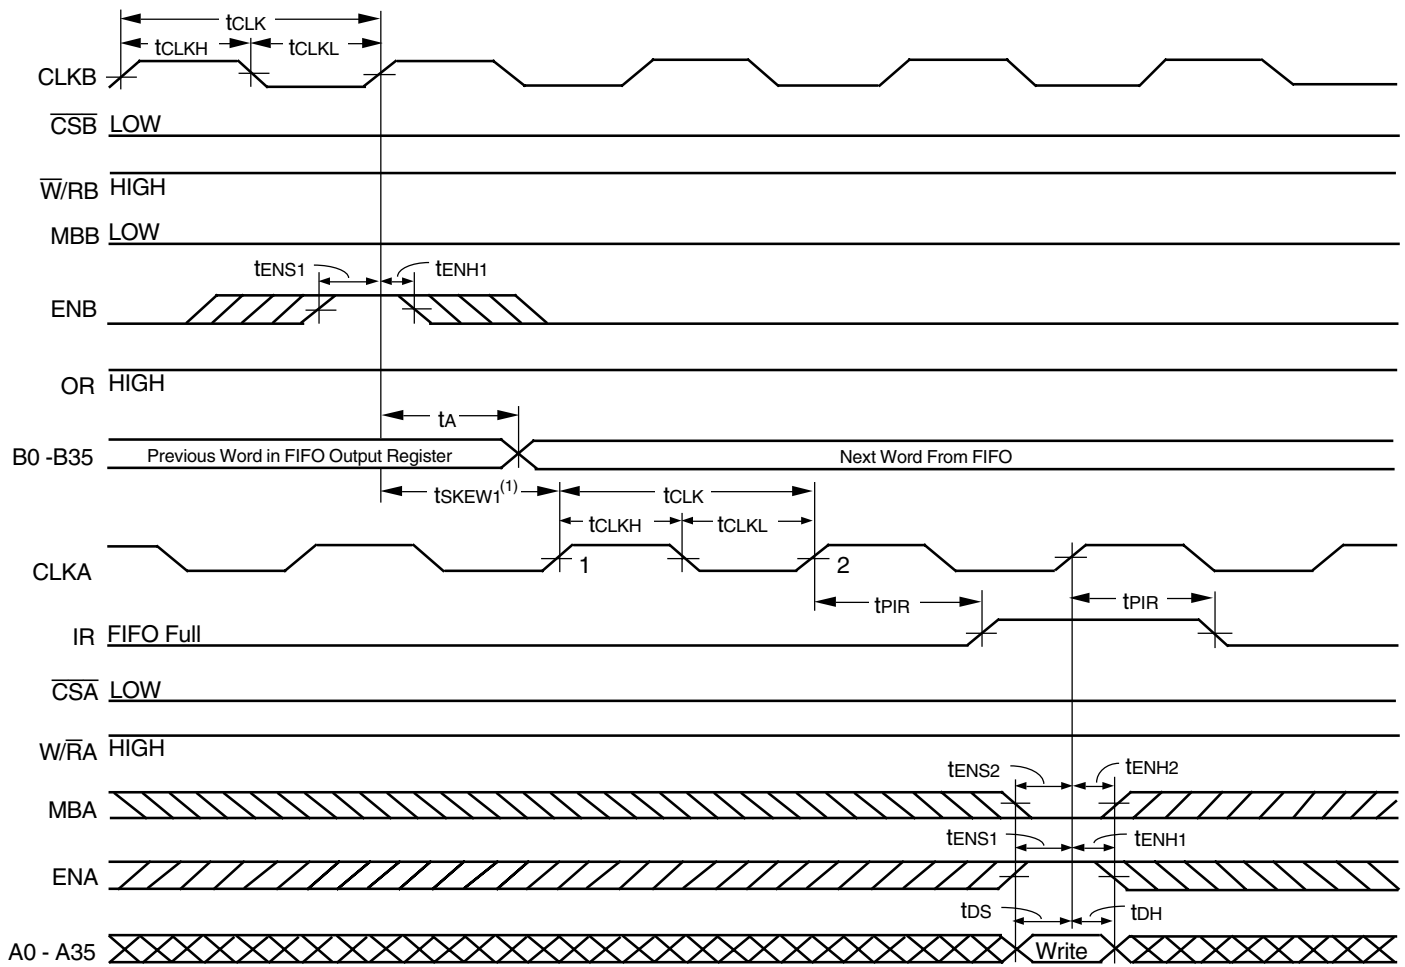 tCLK
tCLKH tCLKL
CLKB
CSB LOW
W/RB HIGH
MBB LOW
tENS1 tENH1
ENB
OR HIGH
tA
B0 -B35 Previous Word in FIFO Output Register Next Word From FIFO
tSKEW1(1) tCLK
tCLKH tCLKL
CLKA 1 2
tPIR tPIR
IR FIFO Full
CSA LOW
W/RA HIGH
tENS2 tENH2
MBA
tENS1 tENH1
ENA
tDS tDH
A0 - A35 Write